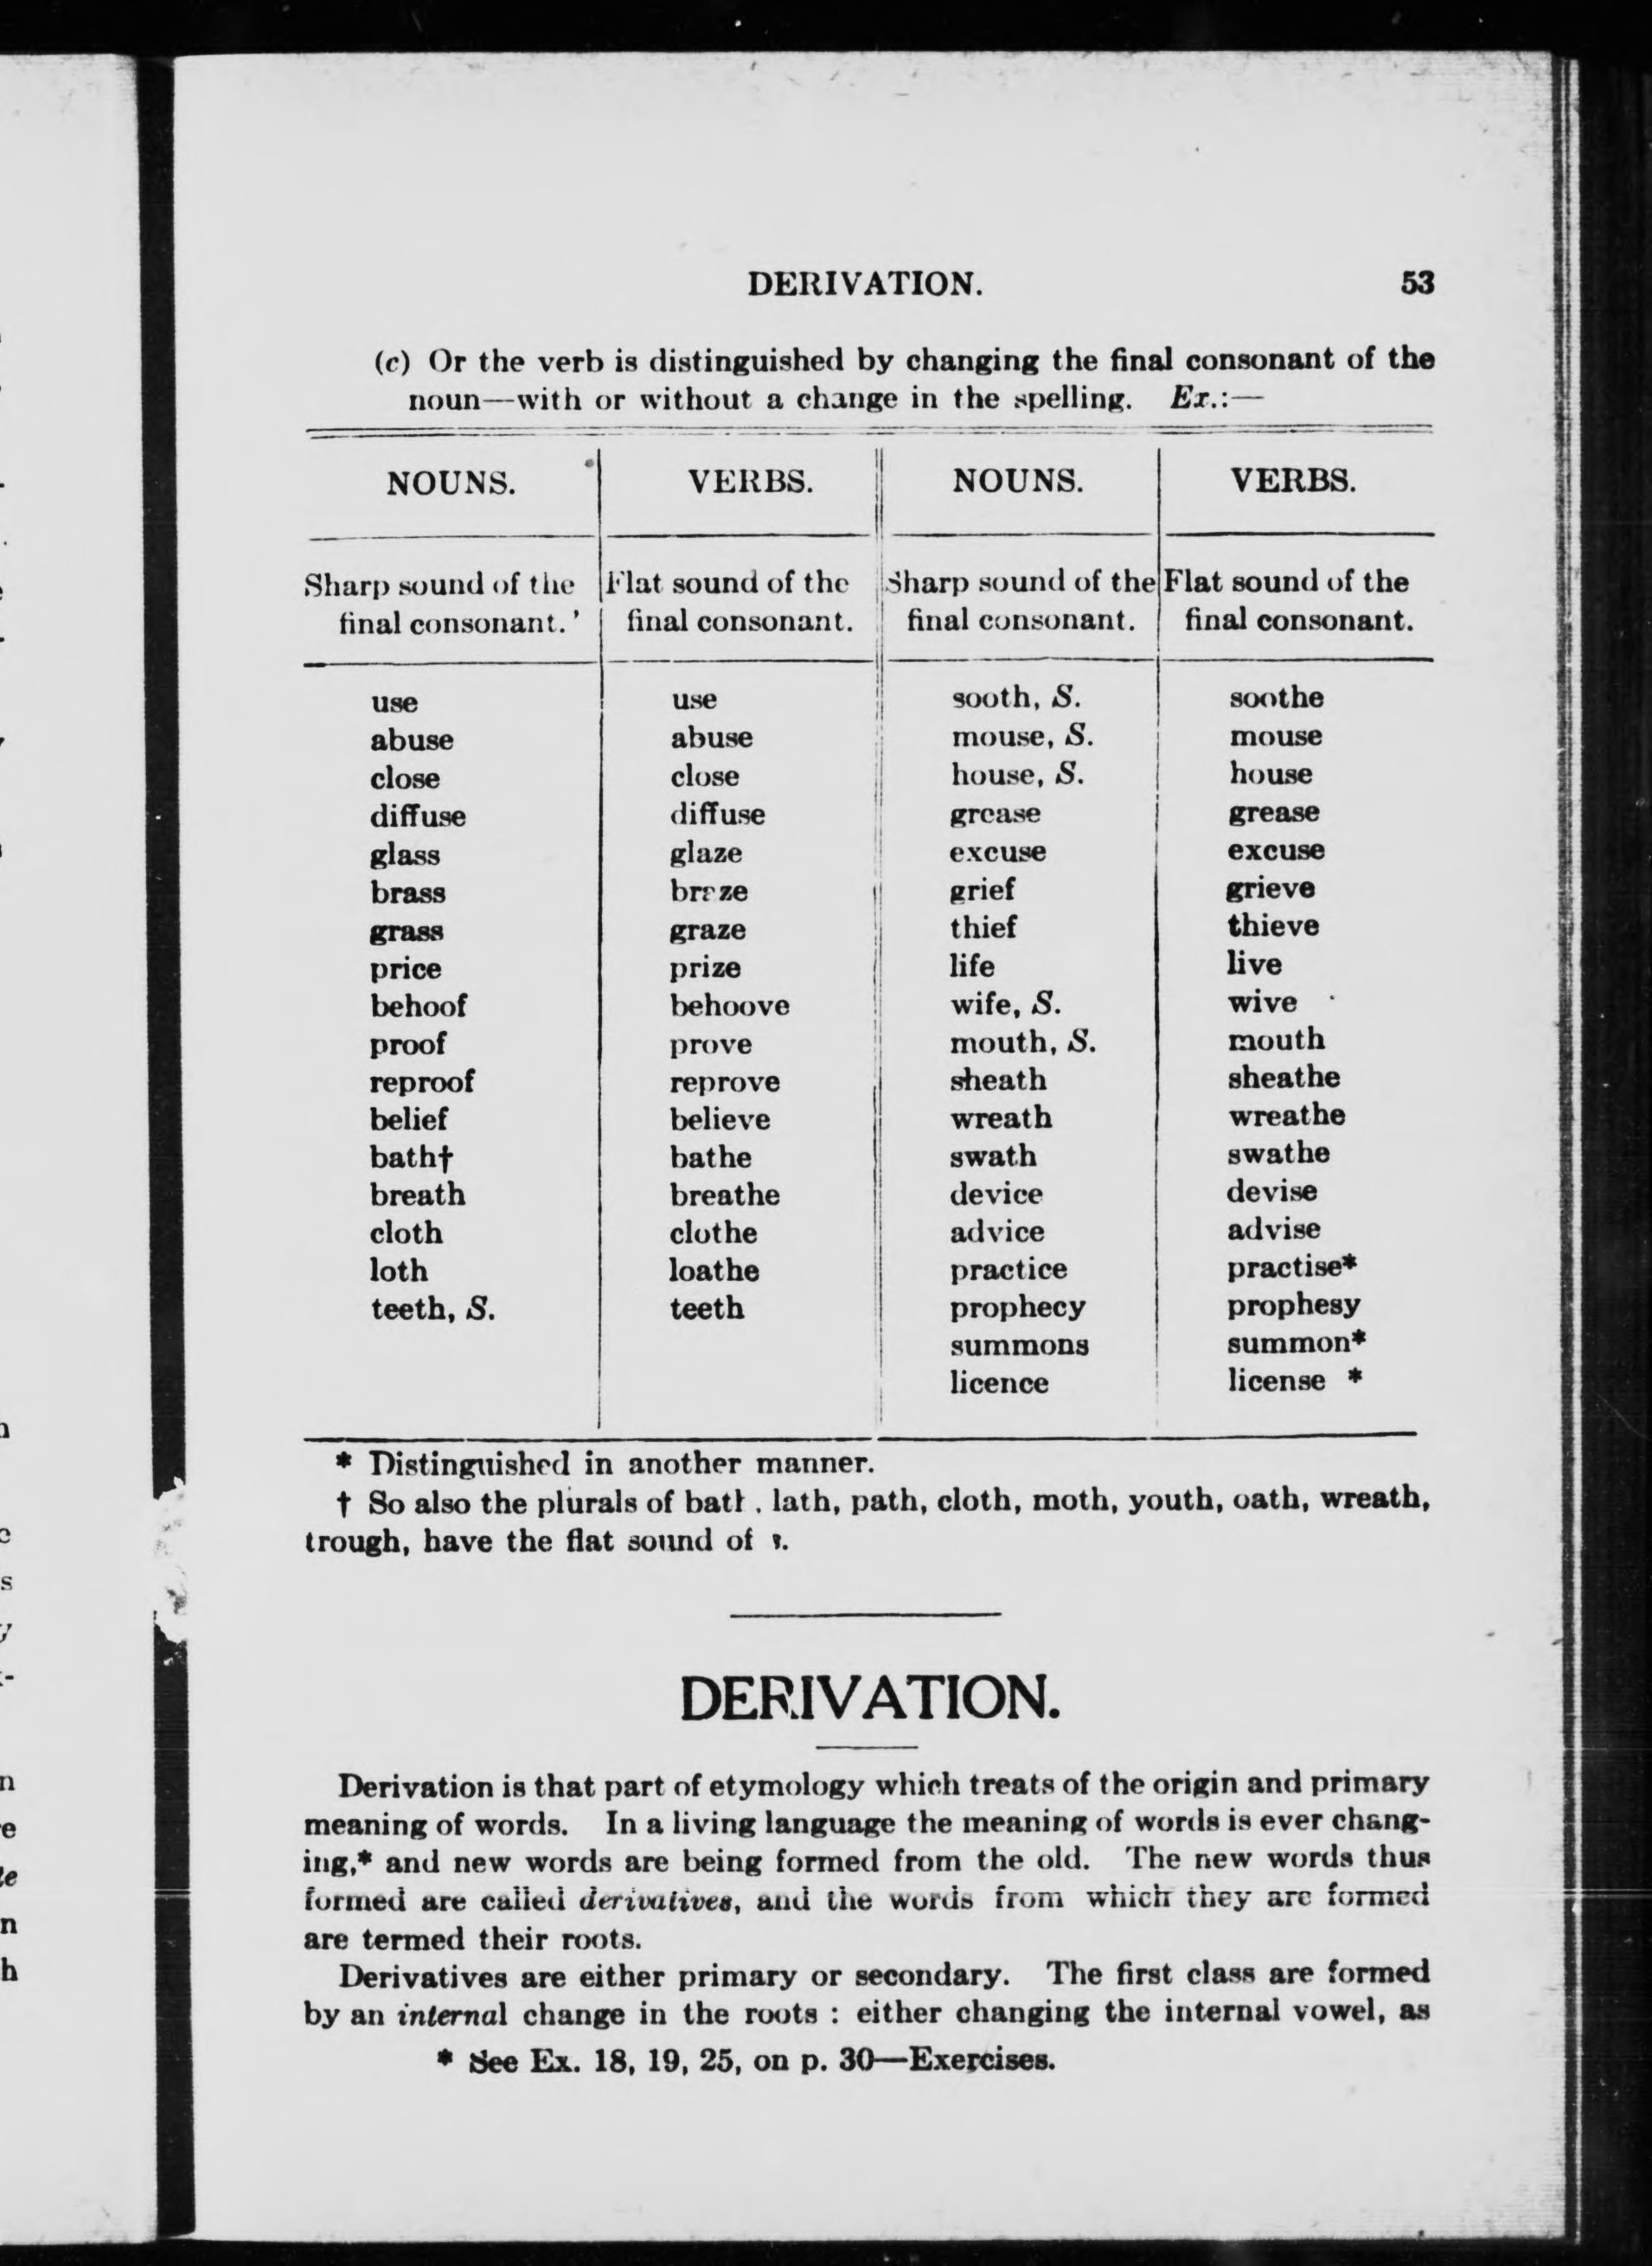 DERIVATION. 53
(c) Or the verb is distinguished by changing the final consonant of the
noun—with or without a change in the spelling. Ex.:—
NOUNS. VERBS. NOUNS. VERBS.
Sharp sound of the Flat sound of the Sharp sound of the Flat sound of the
final consonant. final consonant. final consonant. final consonant.
use use sooth, S. soothe
abuse abuse mouse, S. mouse
close close house, S. house
diffuse diffuse grease grease
glass glaze excuse excuse
brass braze grief grieve
grass graze thief thieve
price prize life live
behoof behoove wife, S. wive
proof prove mouth, S. mouth
reproof reprove sheath sheathe
belief believe wreath wreathe
bath† bathe swath swathe
breath breathe device devise
cloth clothe advice advise
loth loathe practice practise*
teeth, S. teeth prophecy prophesy
summons summon*
licence license *
* Distinguished in another manner.
† So also the plurals of bath, lath, path, cloth, moth, youth, oath, wreath,
trough, have the flat sound of
DERIVATION.
Derivation is that part of etymology which treats of the origin and primary
meaning of words. In a living language the meaning of words is ever chang-
ing,* and new words are being formed from the old. The new words thus
formed are called derivatives, and the words from which they are formed
are termed their roots.
Derivatives are either primary or secondary. The first class are formed
by an internal change in the roots : either changing the internal vowel, as
* See Ex. 18, 19, 25, on p. 30—Exercises.